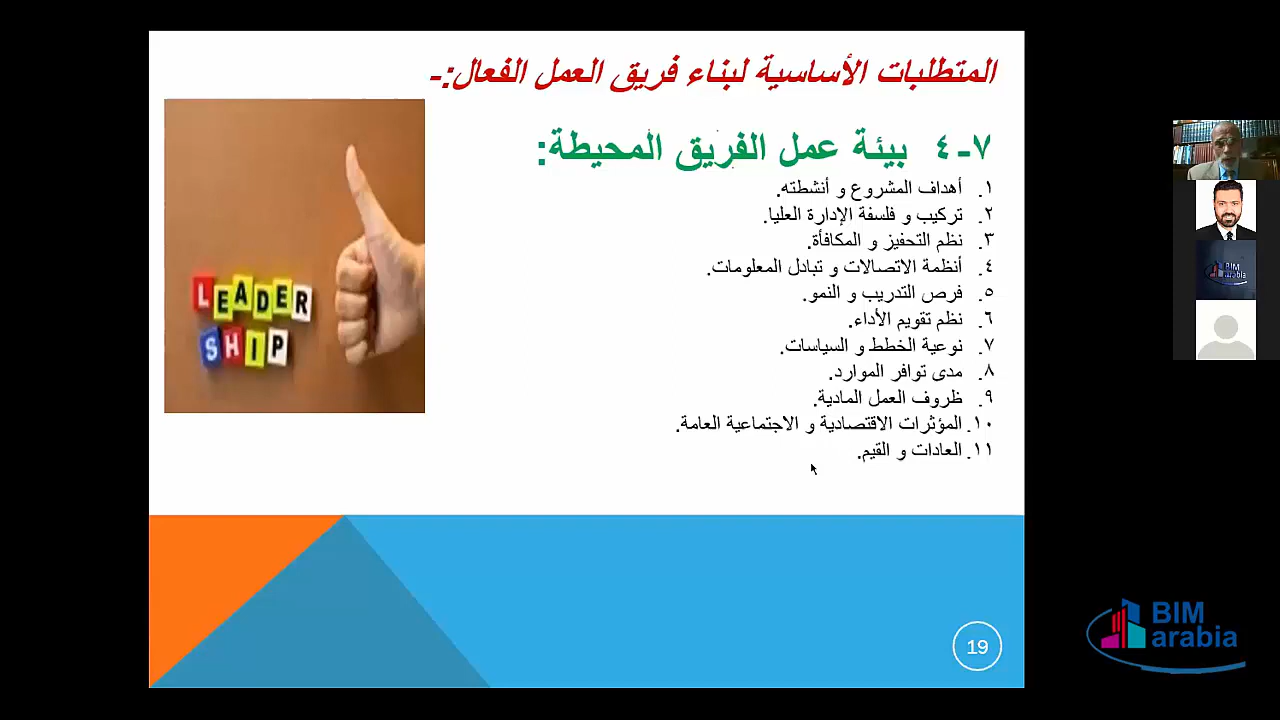 المتطلبات الأساسية لبناء فريق العمل الفعال:-
٧-٤ بيئة عمل الفريق المحيطة:
١. أهداف المشروع و أنشطته.
٢. تركيب و فلسفة الإدارة العليا.
٣. نظم التحفيز و المكافأة.
٤. أنظمة الاتصالات و تبادل المعلومات.
٥. فرص التدريب و النمو.
٦. نظم تقويم الأداء.
٧. نوعية الخطط و السياسات.
٨. مدى توافر الموارد.
٩. ظروف العمل المادية.
١٠. المؤثرات الاقتصادية و الاجتماعية العامة.
١١. العادات و القيم.
LEADER
SHIP
19
BIM
arabia
BIM
arabia